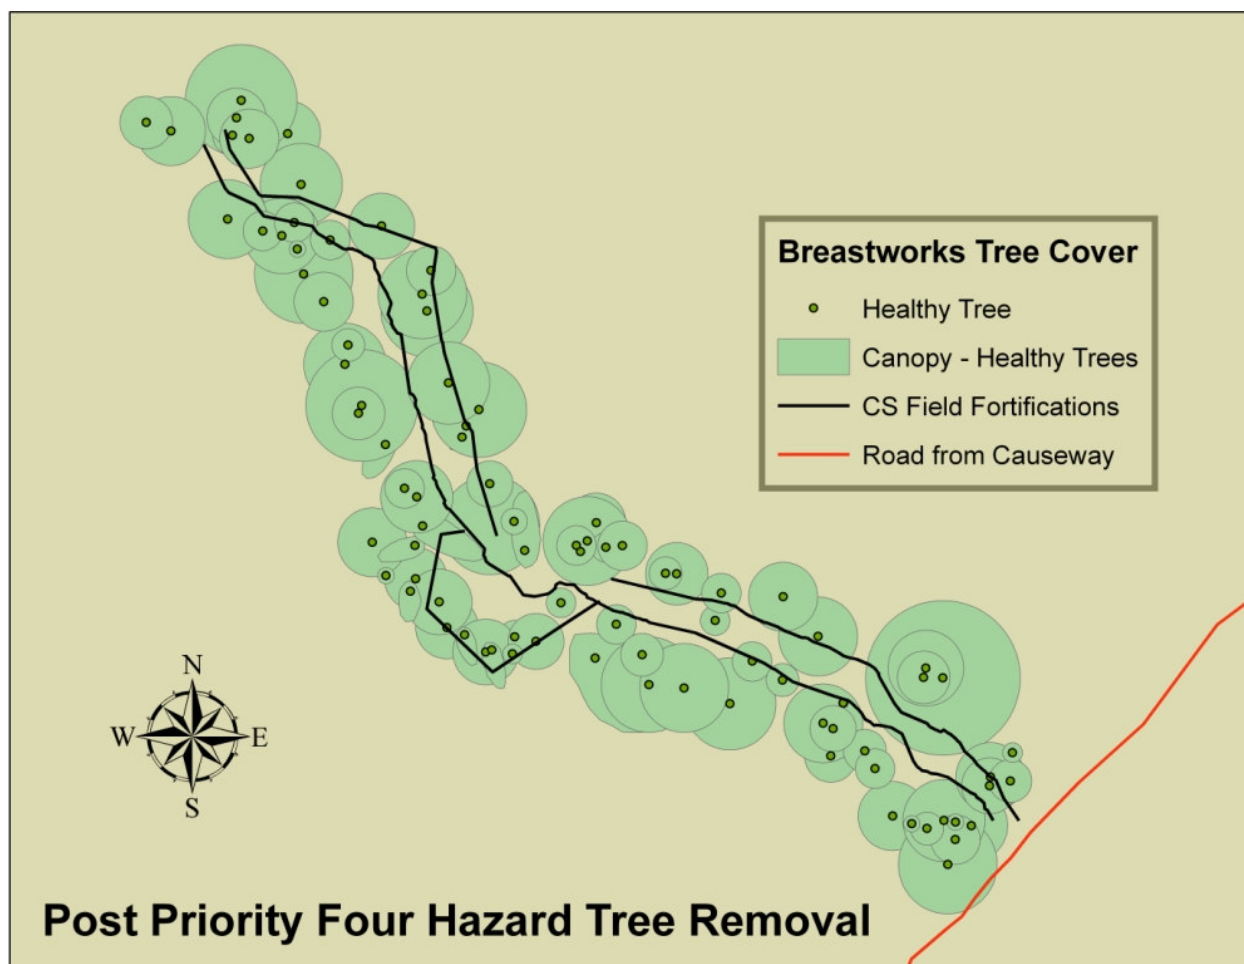 Breastworks Tree Cover
Healthy Tree
Canopy - Healthy Trees
CS Field Fortifications
Road from Causeway
N
W
E
S
Post Priority Four Hazard Tree Removal